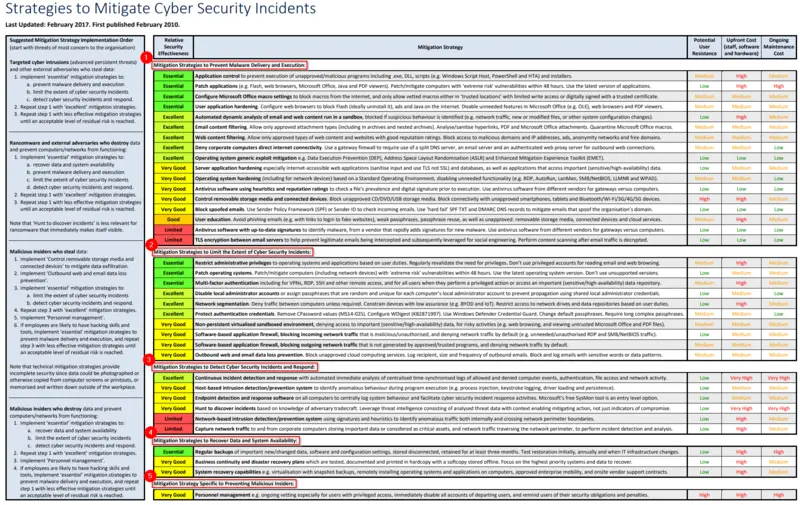 Strategies to Mitigate Cyber Security Incidents
Last Updated: February 2017. First published February 2010.
Suggested Mitigation Strategy Implementation Order
(start with threats of most concern to the organisation)
Targeted cyber intrusions (advanced persistent threats)
and other external adversaries who steal data:
1. Implement 'essential' mitigation strategies to:
a. prevent malware delivery and execution
b. limit the extent of cyber security incidents
c. detect cyber security incidents and respond.
2. Repeat step 1 with 'excellent' mitigation strategies.
3. Repeat step 1 with less effective mitigation strategies
until an acceptable level of residual risk is reached.
Ransomware and external adversaries who destroy data
and prevent computers/networks from functioning:
1. Implement 'essential' mitigation strategies to:
a. recover data and system availability
b. prevent malware delivery and execution
c. limit the extent of cyber security incidents
d. detect cyber security incidents and respond.
2. Repeat step 1 with 'excellent' mitigation strategies.
3. Repeat step 1 with less effective mitigation strategies
until an acceptable level of residual risk is reached.
Note that 'Hunt to discover incidents' is less relevant for
ransomware that immediately makes itself visible.
Malicious insiders who steal data:
1. Implement 'Control removable storage media and
connected devices' to mitigate data exfiltration.
2. Implement 'Outbound web and email data loss
prevention'.
3. Implement 'essential' mitigation strategies to:
a. limit the extent of cyber security incidents
b. detect cyber security incidents and respond.
4. Repeat step 3 with 'excellent' mitigation strategies.
5. Implement 'Personnel management'.
6. If employees are likely to have hacking skills and
tools, implement 'essential' mitigation strategies to
prevent malware delivery and execution, and repeat
step 3 with less effective mitigation strategies until
an acceptable level of residual risk is reached.
Note that technical mitigation strategies provide
incomplete security since data could be photographed or
otherwise copied from computer screens or printouts, or
memorised and written down outside of the workplace.
Malicious insiders who destroy data and prevent
computers/networks from functioning:
1. Implement 'essential' mitigation strategies to:
a. recover data and system availability
b. limit the extent of cyber security incidents
c. detect cyber security incidents and respond.
2. Repeat step 1 with 'excellent' mitigation strategies.
3. Implement 'Personnel management'.
4. If employees are likely to have hacking skills and
tools, implement 'essential' mitigation strategies to
prevent malware delivery and execution, and repeat
step 1 with less effective mitigation strategies until
an acceptable level of residual risk is reached.
Relative Security Effectiveness Mitigation Strategy Potential User Resistance Upfront Cost (staff, software and hardware) Ongoing Maintenance Cost
1 Mitigation Strategies to Prevent Malware Delivery and Execution:
Essential Application control to prevent execution of unapproved/malicious programs including .exe, DLL, scripts (e.g. Windows Script Host, PowerShell and HTA) and installers. Medium High Medium
Essential Patch applications (e.g. Flash, web browsers, Microsoft Office, Java and PDF viewers). Patch/mitigate computers with 'extreme risk' vulnerabilities within 48 hours. Use the latest version of applications. Low High High
Essential Configure Microsoft Office macro settings to block macros from the internet, and only allow vetted macros either in 'trusted locations' with limited write access or digitally signed with a trusted certificate. Medium Medium Medium
Essential User application hardening. Configure web browsers to block Flash (ideally uninstall it), ads and Java on the internet. Disable unneeded features in Microsoft Office (e.g. OLE), web browsers and PDF viewers. Medium Medium Medium
Excellent Automated dynamic analysis of email and web content run in a sandbox, blocked if suspicious behaviour is identified (e.g. network traffic, new or modified files, or other system configuration changes). Low High Medium
Excellent Email content filtering. Allow only approved attachment types (including in archives and nested archives). Analyse/sanitise hyperlinks, PDF and Microsoft Office attachments. Quarantine Microsoft Office macros. Medium Medium Medium
Excellent Web content filtering. Allow only approved types of web content and websites with good reputation ratings. Block access to malicious domains and IP addresses, ads, anonymity networks and free domains. Medium Medium Medium
Excellent Deny corporate computers direct internet connectivity. Use a gateway firewall to require use of a split DNS server, an email server and an authenticated web proxy server for outbound web connections. Medium Medium Low
Excellent Operating system generic exploit mitigation e.g. Data Execution Prevention (DEP), Address Space Layout Randomisation (ASLR) and Enhanced Mitigation Experience Toolkit (EMET). Low Low Low
Very Good Server application hardening especially internet-accessible web applications (sanitise input and use TLS not SSL) and databases, as well as applications that access important (sensitive/high-availability) data. Low Medium Medium
Very Good Operating system hardening (including for network devices) based on a Standard Operating Environment, disabling unneeded functionality (e.g. RDP, AutoRun, LanMan, SMB/NetBIOS, LLMNR and WPAD). Medium Medium Low
Very Good Antivirus software using heuristics and reputation ratings to check a file's prevalence and digital signature prior to execution. Use antivirus software from different vendors for gateways versus computers. Low Low Low
Very Good Control removable storage media and connected devices. Block unapproved CD/DVD/USB storage media. Block connectivity with unapproved smartphones, tablets and Bluetooth/Wi-Fi/3G/4G/5G devices. High High Medium
Very Good Block spoofed emails. Use Sender Policy Framework (SPF) or Sender ID to check incoming emails. Use 'hard fail' SPF TXT and DMARC DNS records to mitigate emails that spoof the organisation's domain. Low Low Low
Good User education. Avoid phishing emails (e.g. with links to login to fake websites), weak passphrases, passphrase reuse, as well as unapproved: removable storage media, connected devices and cloud services. Medium High Medium
Limited Antivirus software with up-to-date signatures to identify malware, from a vendor that rapidly adds signatures for new malware. Use antivirus software from different vendors for gateways versus computers. Low Low Low
Limited TLS encryption between email servers to help prevent legitimate emails being intercepted and subsequently leveraged for social engineering. Perform content scanning after email traffic is decrypted. Low Low Low
2 Mitigation Strategies to Limit the Extent of Cyber Security Incidents:
Essential Restrict administrative privileges to operating systems and applications based on user duties. Regularly revalidate the need for privileges. Don't use privileged accounts for reading email and web browsing. Medium High Medium
Essential Patch operating systems. Patch/mitigate computers (including network devices) with 'extreme risk' vulnerabilities within 48 hours. Use the latest operating system version. Don't use unsupported versions. Low Medium Medium
Essential Multi-factor authentication including for VPNs, RDP, SSH and other remote access, and for all users when they perform a privileged action or access an important (sensitive/high-availability) data repository. Medium High Medium
Excellent Disable local administrator accounts or assign passphrases that are random and unique for each computer's local administrator account to prevent propagation using shared local administrator credentials. Low Medium Low
Excellent Network segmentation. Deny traffic between computers unless required. Constrain devices with low assurance (e.g. BYOD and IoT). Restrict access to network drives and data repositories based on user duties. Low High Medium
Excellent Protect authentication credentials. Remove CPassword values (MS14-025). Configure WDigest (KB2871997). Use Windows Defender Credential Guard. Change default passphrases. Require long complex passphrases. Medium Medium Low
Very Good Non-persistent virtualised sandboxed environment, denying access to important (sensitive/high-availability) data, for risky activities (e.g. web browsing, and viewing untrusted Microsoft Office and PDF files). Medium Medium Medium
Very Good Software-based application firewall, blocking incoming network traffic that is malicious/unauthorised, and denying network traffic by default (e.g. unneeded/unauthorised RDP and SMB/NetBIOS traffic). Low Medium Medium
Very Good Software-based application firewall, blocking outgoing network traffic that is not generated by approved/trusted programs, and denying network traffic by default. Medium Medium Medium
Very Good Outbound web and email data loss prevention. Block unapproved cloud computing services. Log recipient, size and frequency of outbound emails. Block and log emails with sensitive words or data patterns. Medium Medium Medium
3 Mitigation Strategies to Detect Cyber Security Incidents and Respond:
Excellent Continuous incident detection and response with automated immediate analysis of centralised time-synchronised logs of allowed and denied computer events, authentication, file access and network activity. Low Very High Very High
Very Good Host-based intrusion detection/prevention system to identify anomalous behaviour during program execution (e.g. process injection, keystroke logging, driver loading and persistence). Low Medium Medium
Very Good Endpoint detection and response software on all computers to centrally log system behaviour and facilitate cyber security incident response activities. Microsoft's free SysMon tool is an entry level option. Low Medium Medium
Very Good Hunt to discover incidents based on knowledge of adversary tradecraft. Leverage threat intelligence consisting of analysed threat data with context enabling mitigating action, not just indicators of compromise. Low Very High Very High
Limited Network-based intrusion detection/prevention system using signatures and heuristics to identify anomalous traffic both internally and crossing network perimeter boundaries. Low High Medium
Limited Capture network traffic to and from corporate computers storing important data or considered as critical assets, and network traffic traversing the network perimeter, to perform incident detection and analysis. Low High Medium
4 Mitigation Strategies to Recover Data and System Availability:
Essential Regular backups of important new/changed data, software and configuration settings, stored disconnected, retained for at least three months. Test restoration initially, annually and when IT infrastructure changes. Low High High
Very Good Business continuity and disaster recovery plans which are tested, documented and printed in hardcopy with a softcopy stored offline. Focus on the highest priority systems and data to recover. Low High Medium
Very Good System recovery capabilities e.g. virtualisation with snapshot backups, remotely installing operating systems and applications on computers, approved enterprise mobility, and onsite vendor support contracts. Low High Medium
5 Mitigation Strategy Specific to Preventing Malicious Insiders:
Very Good Personnel management e.g. ongoing vetting especially for users with privileged access, immediately disable all accounts of departing users, and remind users of their security obligations and penalties. High High High